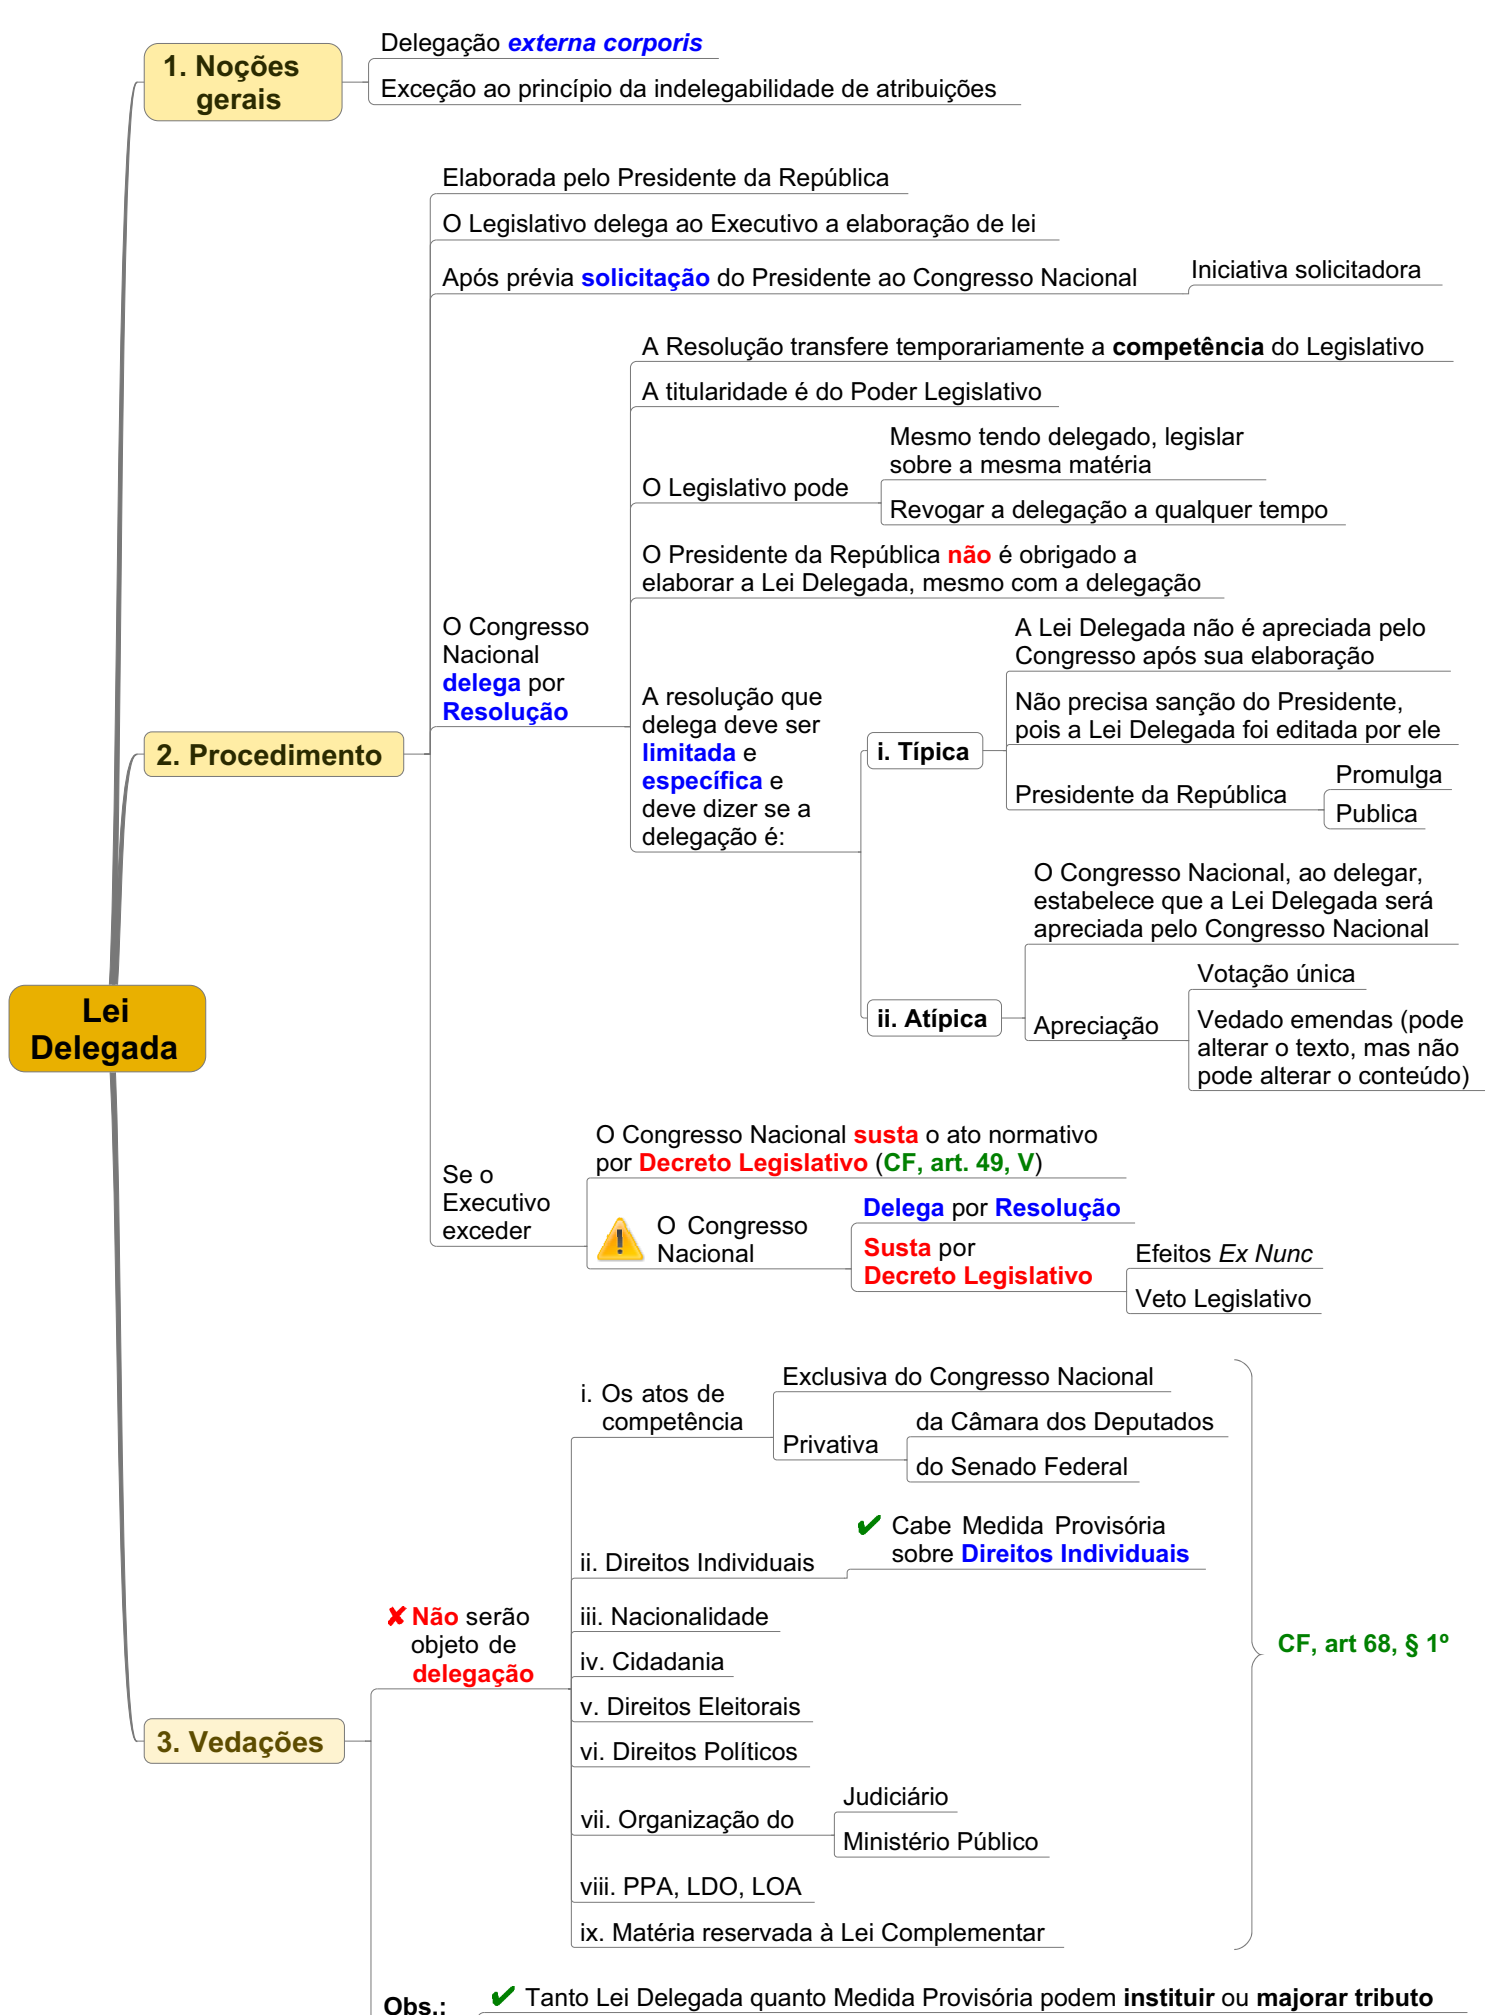 Lei
Delegada
1. Noções
gerais
Delegação externa corporis
Exceção ao princípio da indelegabilidade de atribuições
2. Procedimento
Elaborada pelo Presidente da República
O Legislativo delega ao Executivo a elaboração de lei
Após prévia solicitação do Presidente ao Congresso Nacional
Iniciativa solicitadora
O Congresso
Nacional
delega por
Resolução
A Resolução transfere temporariamente a competência do Legislativo
A titularidade é do Poder Legislativo
O Legislativo pode
Mesmo tendo delegado, legislar
sobre a mesma matéria
Revogar a delegação a qualquer tempo
O Presidente da República não é obrigado a
elaborar a Lei Delegada, mesmo com a delegação
A resolução que
delega deve ser
limitada e
específica e
deve dizer se a
delegação é:
i. Típica
A Lei Delegada não é apreciada pelo
Congresso após sua elaboração
Não precisa sanção do Presidente,
pois a Lei Delegada foi editada por ele
Presidente da República
Promulga
Publica
ii. Atípica
O Congresso Nacional, ao delegar,
estabelece que a Lei Delegada será
apreciada pelo Congresso Nacional
Apreciação
Votação única
Vedado emendas (pode
alterar o texto, mas não
pode alterar o conteúdo)
Se o
Executivo
exceder
O Congresso Nacional susta o ato normativo
por Decreto Legislativo (CF, art. 49, V)
O Congresso
Nacional
Delega por Resolução
Susta por
Decreto Legislativo
Efeitos Ex Nunc
Veto Legislativo
3. Vedações
✘ Não serão
objeto de
delegação
i. Os atos de
competência
Exclusiva do Congresso Nacional
Privativa
da Câmara dos Deputados
do Senado Federal
ii. Direitos Individuais
✔ Cabe Medida Provisória
sobre Direitos Individuais
iii. Nacionalidade
iv. Cidadania
v. Direitos Eleitorais
vi. Direitos Políticos
vii. Organização do
Judiciário
Ministério Público
viii. PPA, LDO, LOA
ix. Matéria reservada à Lei Complementar
CF, art 68, § 1º
Obs.:
✔ Tanto Lei Delegada quanto Medida Provisória podem instituir ou majorar tributo